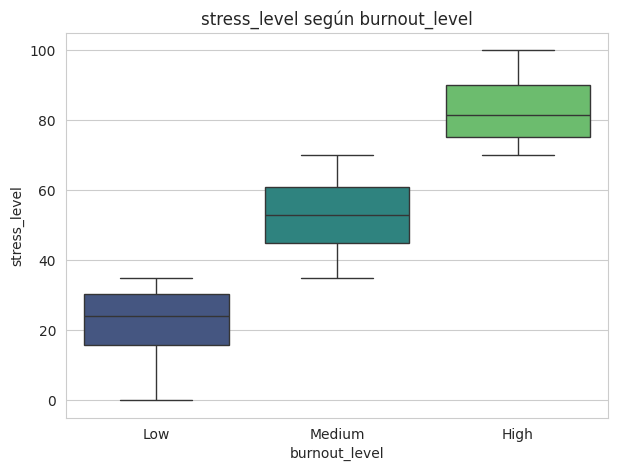 stress_level según burnout_level
stress_level
100
80
60
40
20
0
Low
Medium
High
burnout_level